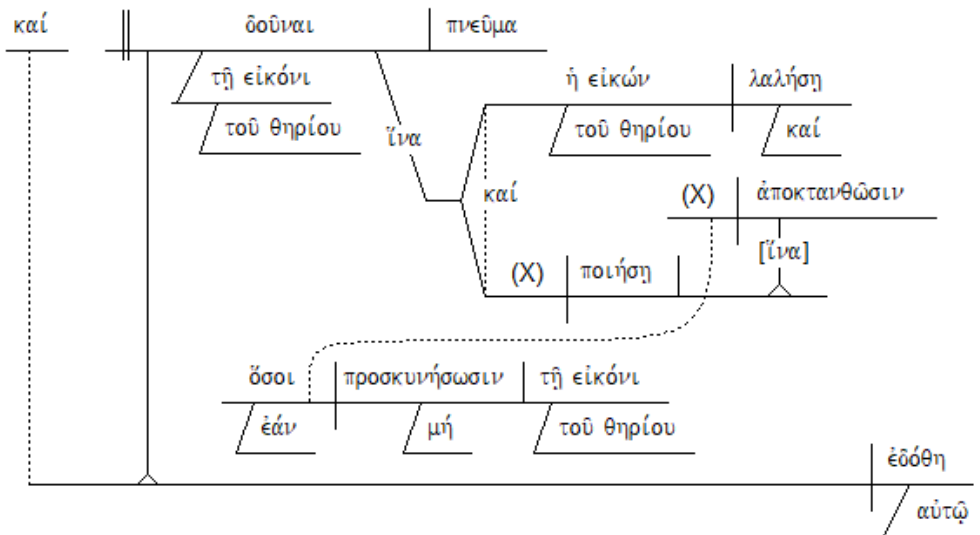 καί δοῦναι πνεῦμα
τῇ εἰκόνι ἡ εἰκών λαλήσῃ
τοῦ θηρίου ἵνα τοῦ θηρίου καί
καί (X) ἀποκτανθῶσιν
[ἵνα]
(X) ποιήσῃ
ὅσοι προσκυνήσωσιν τῇ εἰκόνι
ἐάν μή τοῦ θηρίου
ἐδόθη
αὐτῷ